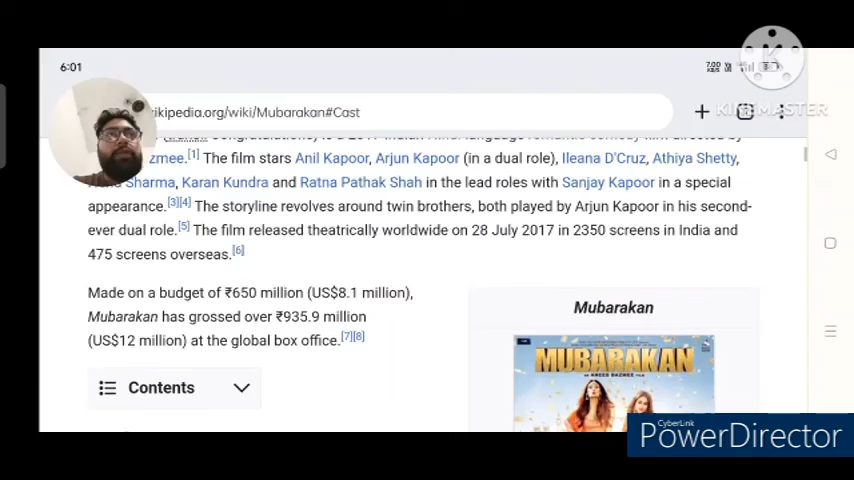 6:01
7.00
KB/S
KINEMASTER
ikipedia.org/wiki/Mubarakan#Cast
zmee.[1] The film stars Anil Kapoor, Arjun Kapoor (in a dual role), Ileana D'Cruz, Athiya Shetty,
Sharma, Karan Kundra and Ratna Pathak Shah in the lead roles with Sanjay Kapoor in a special
appearance.[3][4] The storyline revolves around twin brothers, both played by Arjun Kapoor in his second-
ever dual role.[5] The film released theatrically worldwide on 28 July 2017 in 2350 screens in India and
475 screens overseas.[6]
Made on a budget of ₹650 million (US$8.1 million),
Mubarakan has grossed over ₹935.9 million
(US$12 million) at the global box office.[7][8]
Contents
Mubarakan
MUBARAKAN
CyberLink
PowerDirector